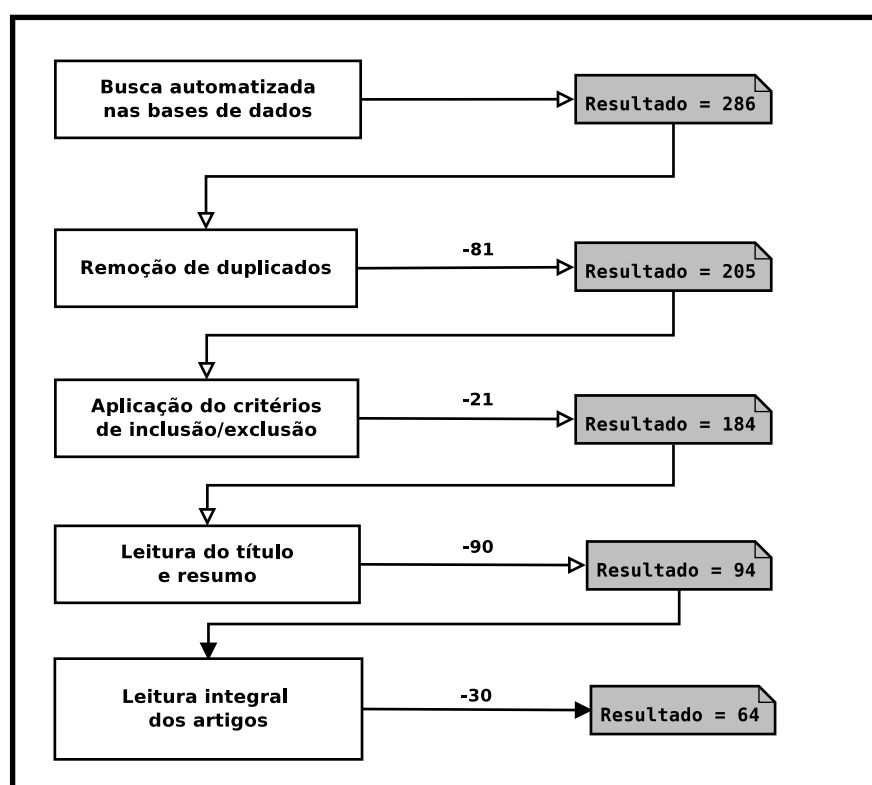 Busca automatizada
nas bases de dados
Resultado = 286
Remoção de duplicados
-81
Resultado = 205
Aplicação do critérios
de inclusão/exclusão
-21
Resultado = 184
Leitura do título
e resumo
-90
Resultado = 94
Leitura integral
dos artigos
-30
Resultado = 64